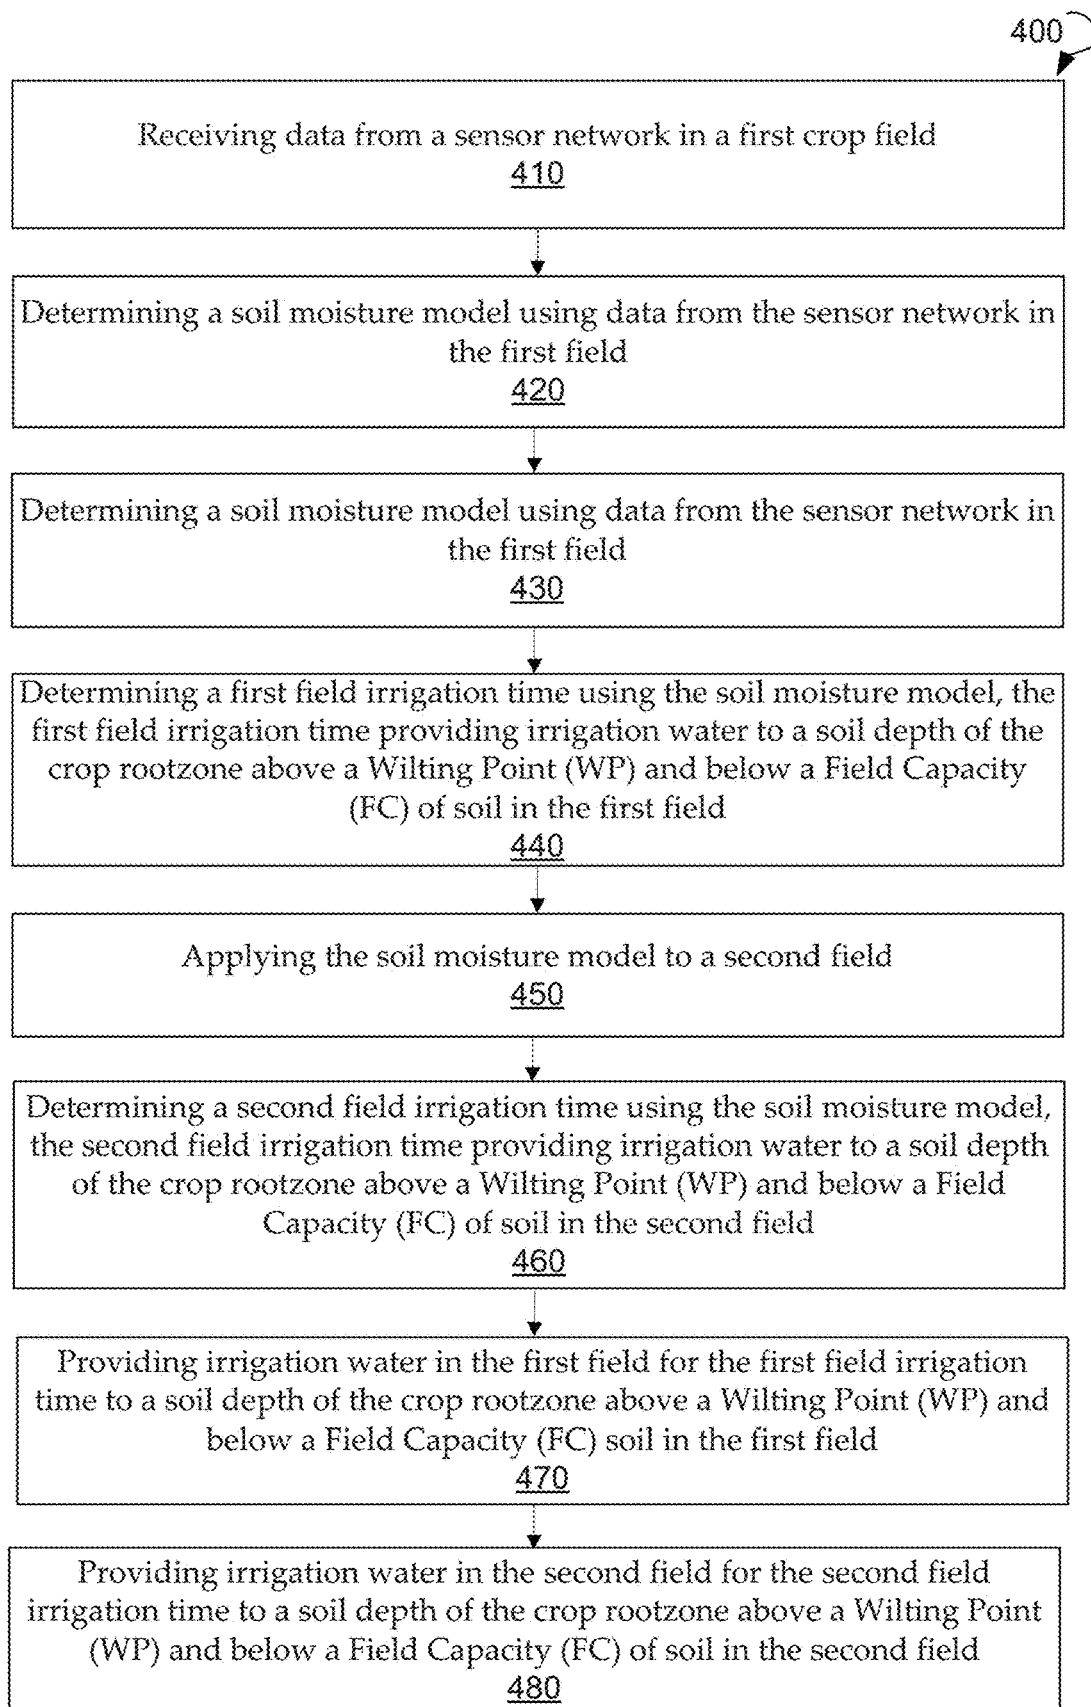 400
Receiving data from a sensor network in a first crop field
410
Determining a soil moisture model using data from the sensor network in
the first field
420
Determining a soil moisture model using data from the sensor network in
the first field
430
Determining a first field irrigation time using the soil moisture model, the
first field irrigation time providing irrigation water to a soil depth of the
crop rootzone above a Wilting Point (WP) and below a Field Capacity
(FC) of soil in the first field
440
Applying the soil moisture model to a second field
450
Determining a second field irrigation time using the soil moisture model,
the second field irrigation time providing irrigation water to a soil depth
of the crop rootzone above a Wilting Point (WP) and below a Field
Capacity (FC) of soil in the second field
460
Providing irrigation water in the first field for the first field irrigation
time to a soil depth of the crop rootzone above a Wilting Point (WP) and
below a Field Capacity (FC) soil in the first field
470
Providing irrigation water in the second field for the second field
irrigation time to a soil depth of the crop rootzone above a Wilting Point
(WP) and below a Field Capacity (FC) of soil in the second field
480